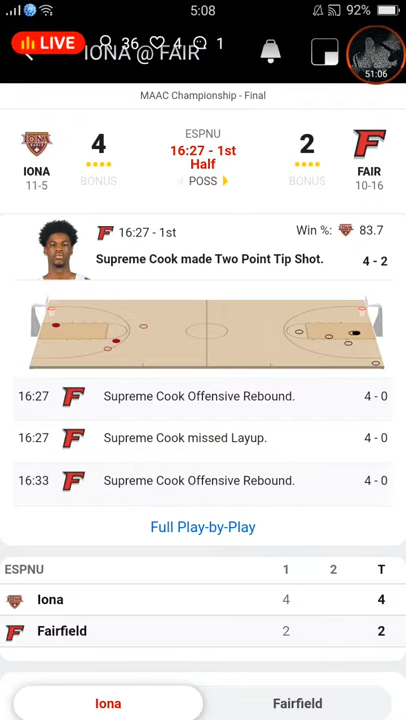 5:08
92%
LIVE
36
4
1
IONA @ FAIR
51:06
MAAC Championship - Final
4
ESPNU
2
16:27 - 1st
Half
IONA
FAIR
11-5
BONUS
POSS
BONUS
10-16
16:27 - 1st
Win %:
83.7
Supreme Cook made Two Point Tip Shot.
4 - 2
16:27
Supreme Cook Offensive Rebound.
4 - 0
16:27
Supreme Cook missed Layup.
4 - 0
16:33
Supreme Cook Offensive Rebound.
4 - 0
Full Play-by-Play
ESPNU
1
2
T
Iona
4
4
Fairfield
2
2
Iona
Fairfield